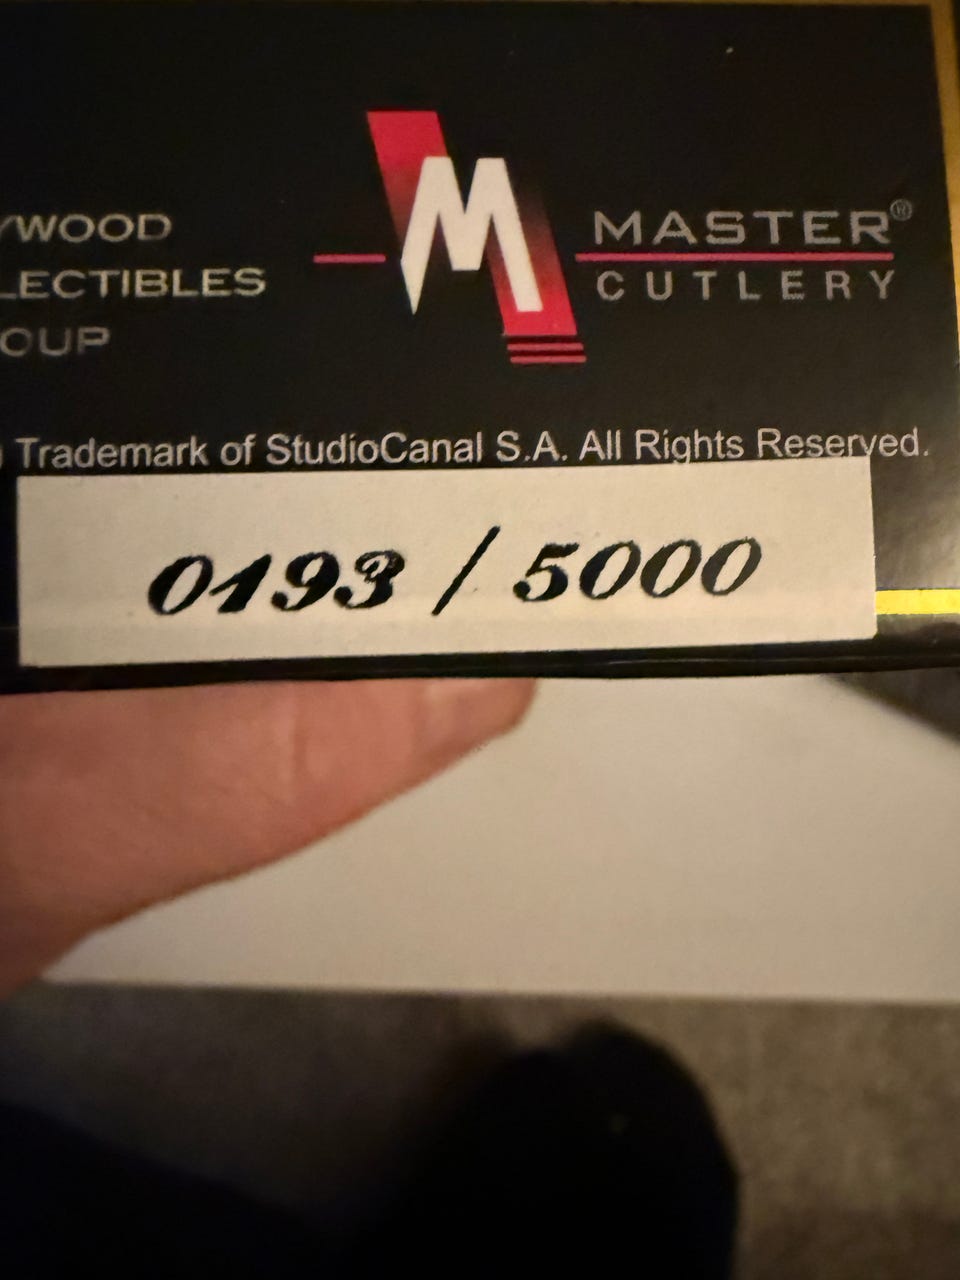 YWOOD
LECTIBLES
OUP
M
MASTER®
CUTLERY
Trademark of StudioCanal S.A. All Rights Reserved.
0193 / 5000